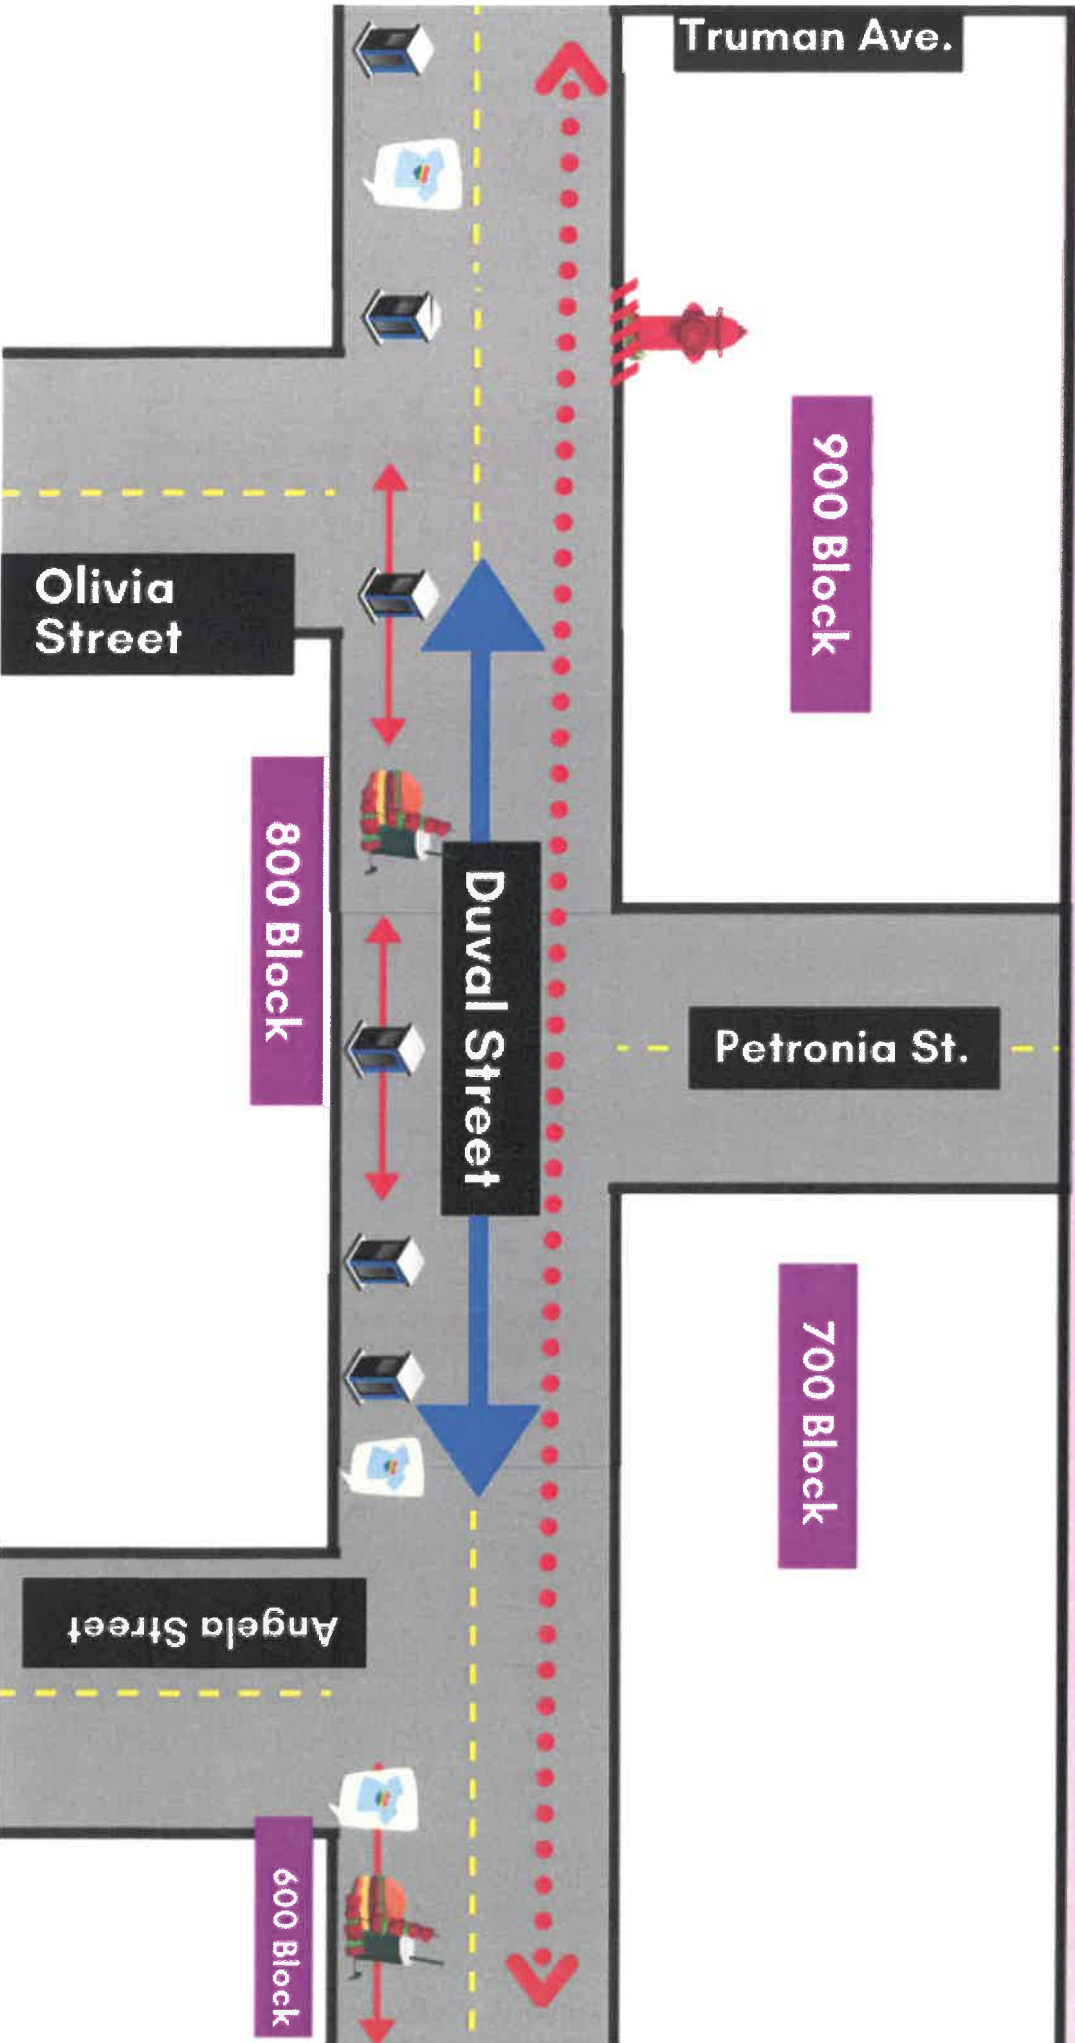 Truman Ave.
900 Block
Olivia
Street
800 Block
Duval Street
Petronia St.
700 Block
Angela Street
600 Block